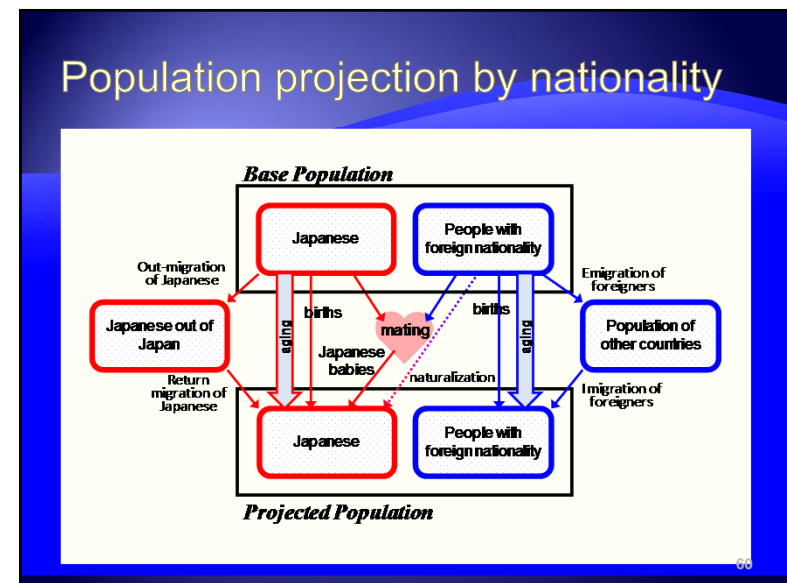 Population projection by nationality
Base Population
Japanese
People with
foreign nationality
Out-migration
of Japanese
Emigration of
foreigners
Japanese out of
Japan
aging
births
mating
Japanese
babies
naturalization
births
aging
Population of
other countries
Return
migration of
Japanese
Imigration of
foreigners
Japanese
People with
foreign nationality
Projected Population
60